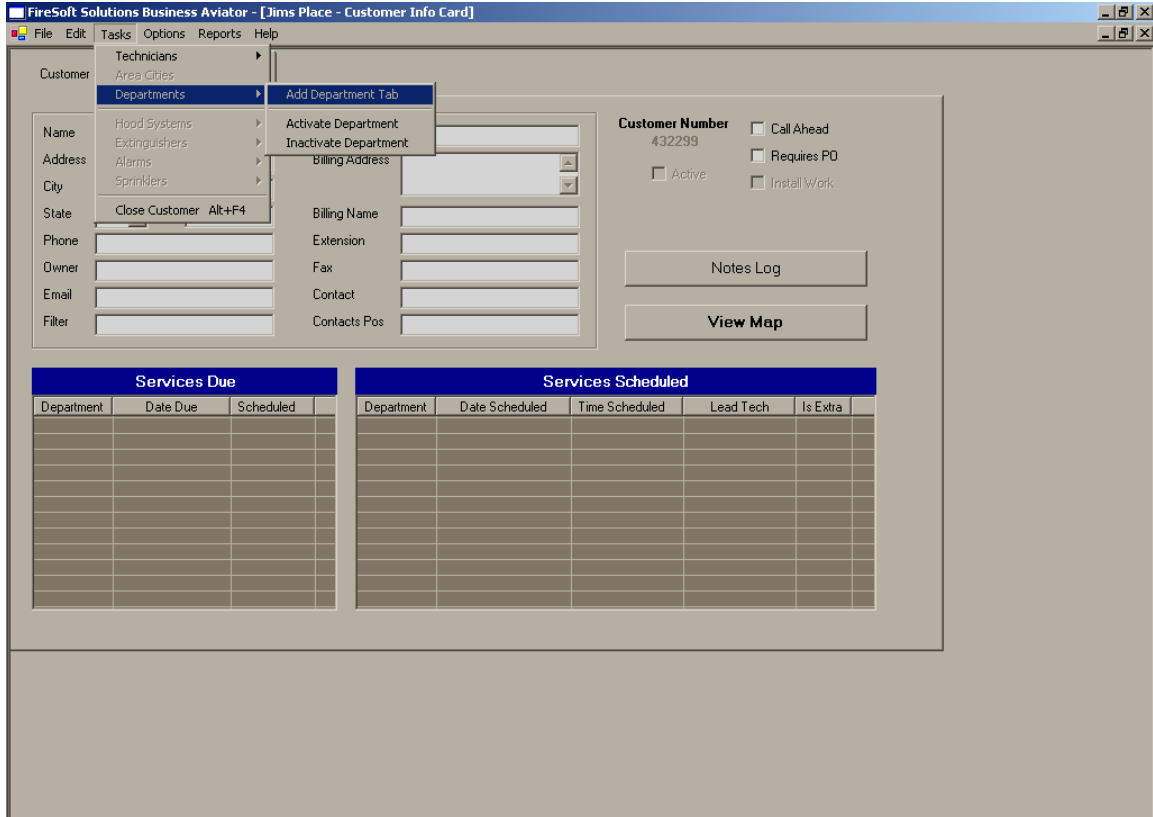 FireSoft Solutions Business Aviator - [Jims Place - Customer Info Card]
File Edit Tasks Options Reports Help
Technicians
Customer
Area Cities
Departments
Add Department Tab
Hood Systems
Activate Department
Extinguishers
Inactivate Department
Alarms
Sprinklers
Close Customer Alt+F4
Name
Address
Billing Address
City
State
Billing Name
Phone
Extension
Owner
Fax
Email
Contact
Filter
Contacts Pos
Customer Number
432299
Active
Call Ahead
Requires PO
Install Work
Notes Log
View Map
Services Due
Department Date Due Scheduled
Services Scheduled
Department Date Scheduled Time Scheduled Lead Tech Is Extra